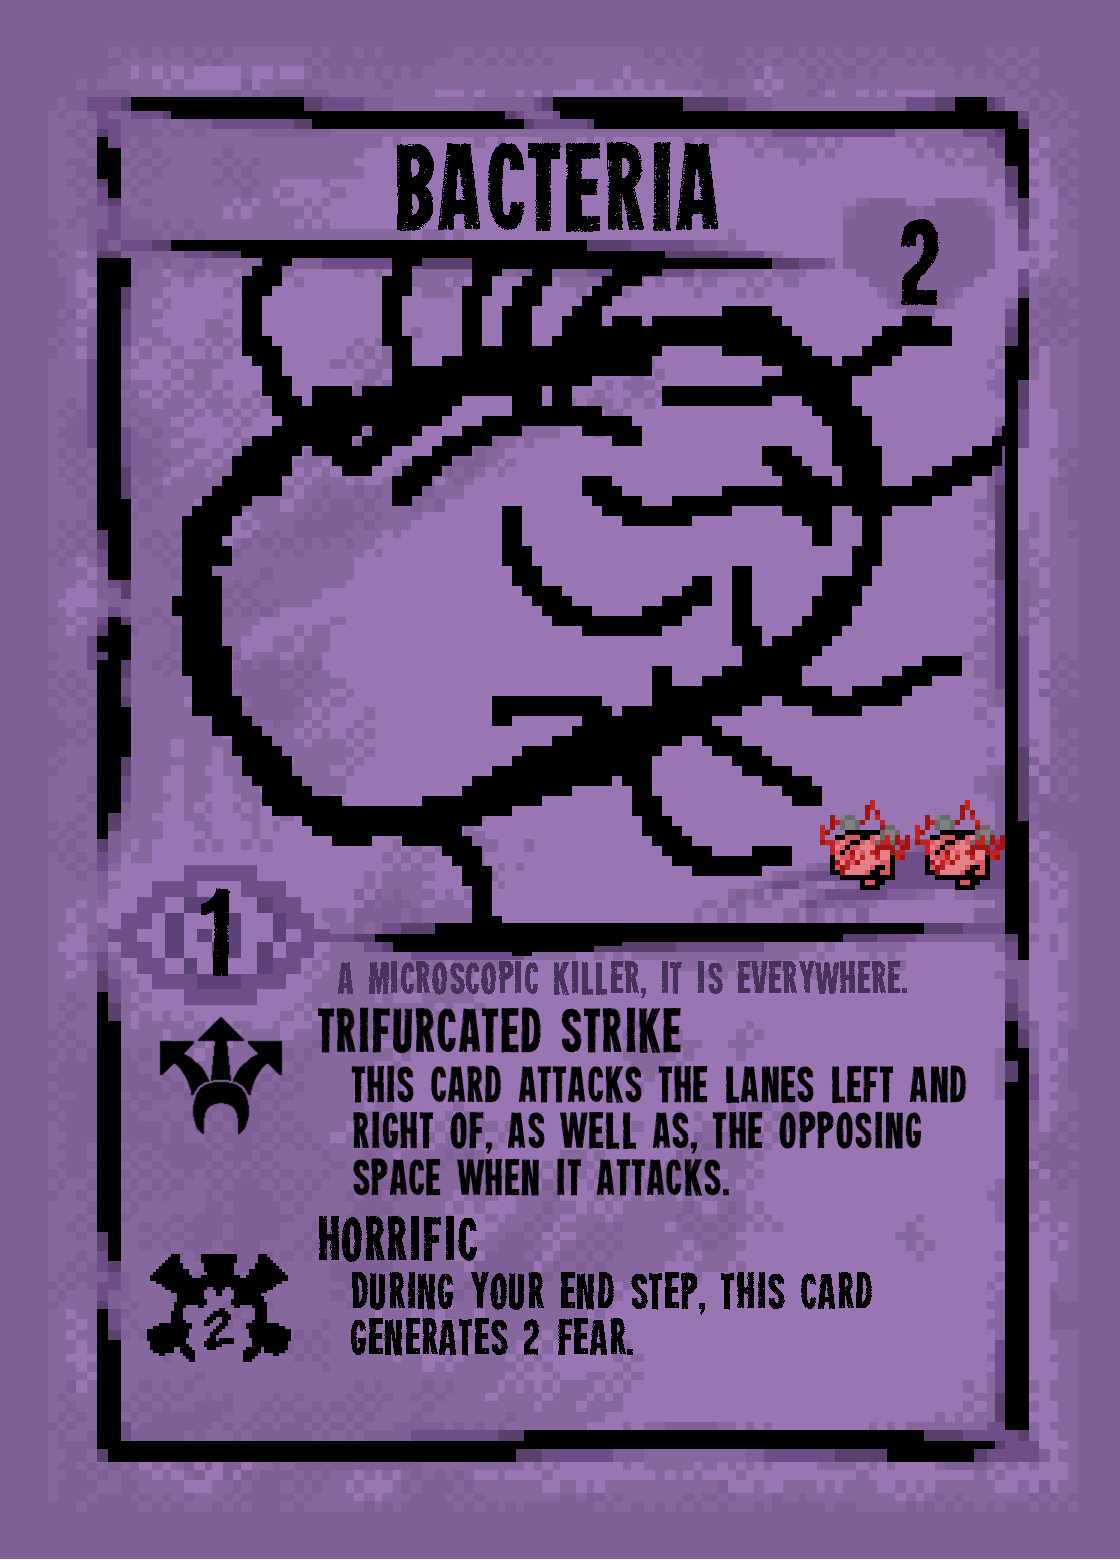 BACTERIA
2
1
A MICROSCOPIC KILLER, IT IS EVERYWHERE.
TRIFURCATED STRIKE
THIS CARD ATTACKS THE LANES LEFT AND
RIGHT OF, AS WELL AS, THE OPPOSING
SPACE WHEN IT ATTACKS.
HORRIFIC
DURING YOUR END STEP, THIS CARD
2
GENERATES 2 FEAR.